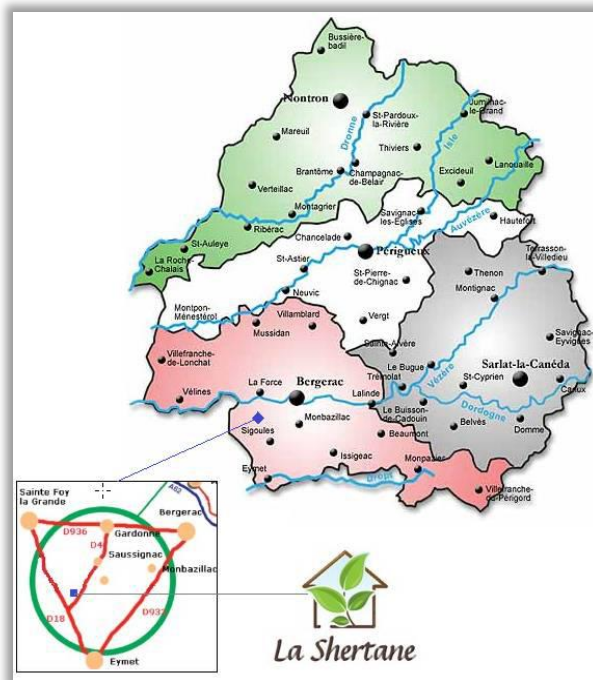 Bussière-
badil
Nontron
St-Pardoux-
la-Rivière
Jumilhac-
le-Grand
Mareuil
Dronne
Isle
Thiviers
Lanouaille
Brantôme
Champagnac-
de-Belair
Excideuil
Verteillac
Montagrier
Savignac
les-Eglises
Auvézère
Hautefort
Ribérac
St-Auleye
Chancelade
Périgueux
La Roche-
Chalais
St-Astier
Terrasson-
la-Villedieu
Thenon
St-Pierre-
de-Chignac
Montignac
Neuvic
Montpon-
Ménestérol
Villamblard
Vergt
Mussidan
Sainte-Alvère
Savignac-
Eyvigues
Villefranche-
de-Lonchat
Le Bugue
Sarlat-la-Canéda
Trémolat
Vézère
St-Cyprien
La Force
Bergerac
Vélines
Lalinde
Carlux
Le Buisson-
de-Cadouin
Dordogne
Monbazillac
Belvès
Domme
Sigoules
Beaumont
Issigeac
Eymet
Monpazier
Dropt
Villefranche-
du-Périgord
Sainte Foy
la Grande
A62
Bergerac
D936
Gardonne
D4
Saussignac
Monbazillac
D18
D933
Eymet
La Shertane